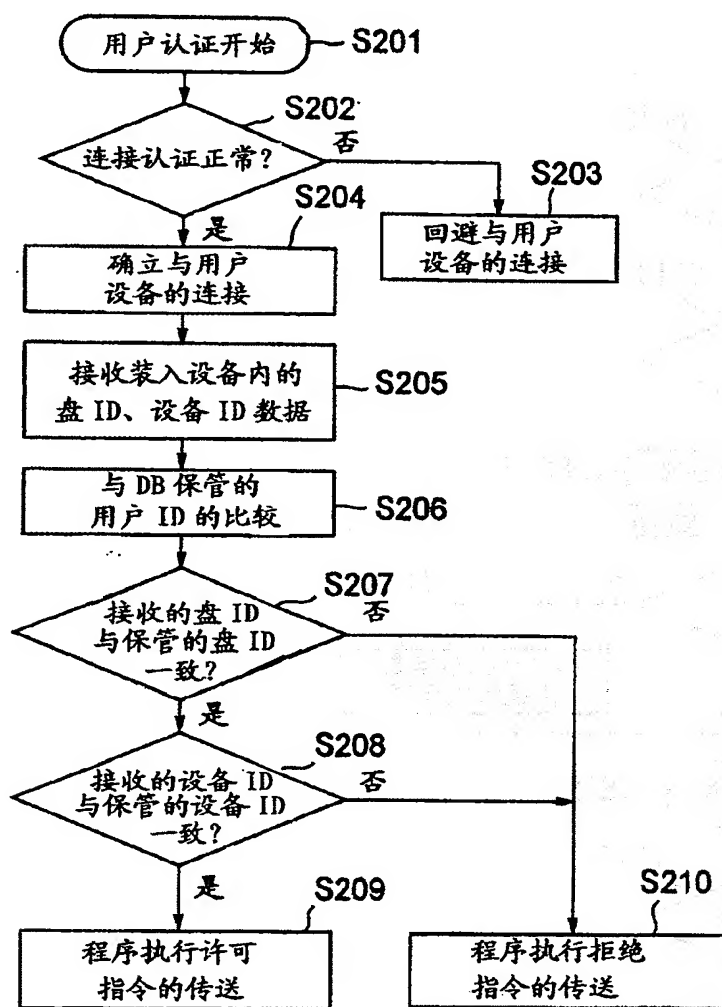 用户认证开始
S201
S202
连接认证正常?
否
S203
回避与用户
设备的连接
是
S204
确立与用户
设备的连接
接收装入设备内的
盘 ID、设备 ID 数据
S205
与 DB 保管的
用户 ID 的比较
S206
S207
接收的盘 ID
与保管的盘 ID
一致?
否
是
S208
接收的设备 ID
与保管的设备 ID
一致?
否
是
S209
程序执行许可
指令的传送
S210
程序执行拒绝
指令的传送